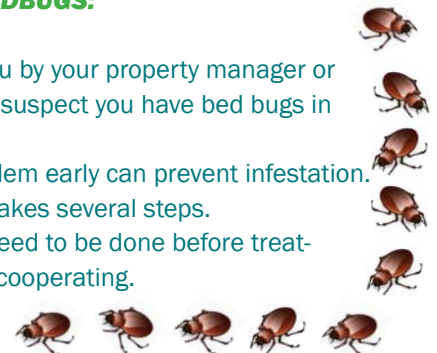 DBUGS:
u by your property manager or
suspect you have bed bugs in
lem early can prevent infestation.
akes several steps.
eed to be done before treat-
cooperating.